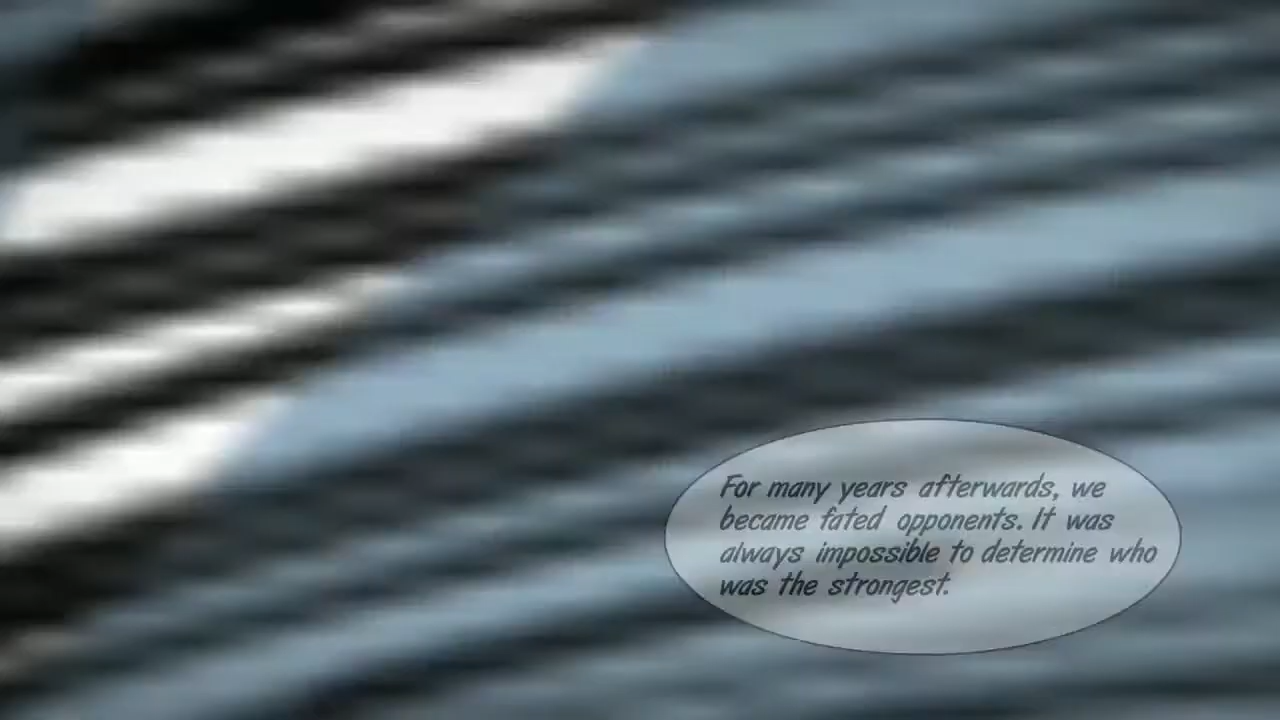 For many years afterwards, we
became fated opponents. It was
always impossible to determine who
was the strongest.